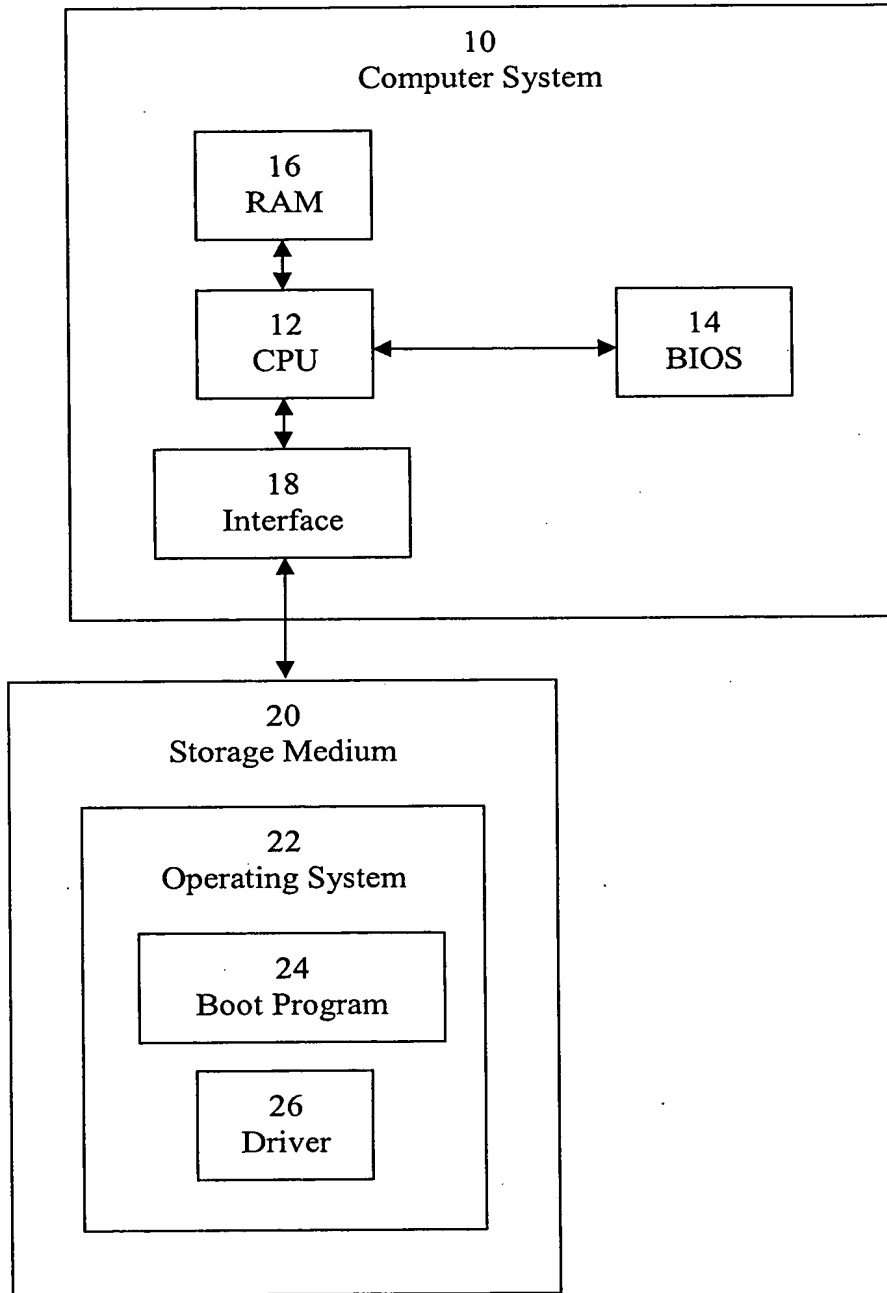 10
Computer System
16
RAM
12
CPU
14
BIOS
18
Interface
20
Storage Medium
22
Operating System
24
Boot Program
26
Driver